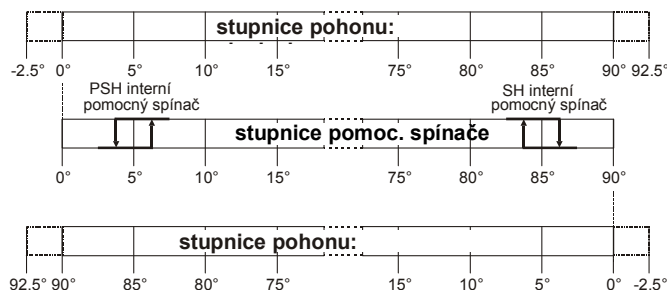 stupnice pohonu:
-2.5° 0° 5° 10° 15° 75° 80° 85° 90° 92.5°
PSH interní pomocný spínač
SH interní pomocný spínač
stupnice pomoc. spínače
0° 5° 10° 15° 75° 80° 85° 90°
stupnice pohonu:
92.5° 90° 85° 80° 75° 15° 10° 5° 0° -2.5°